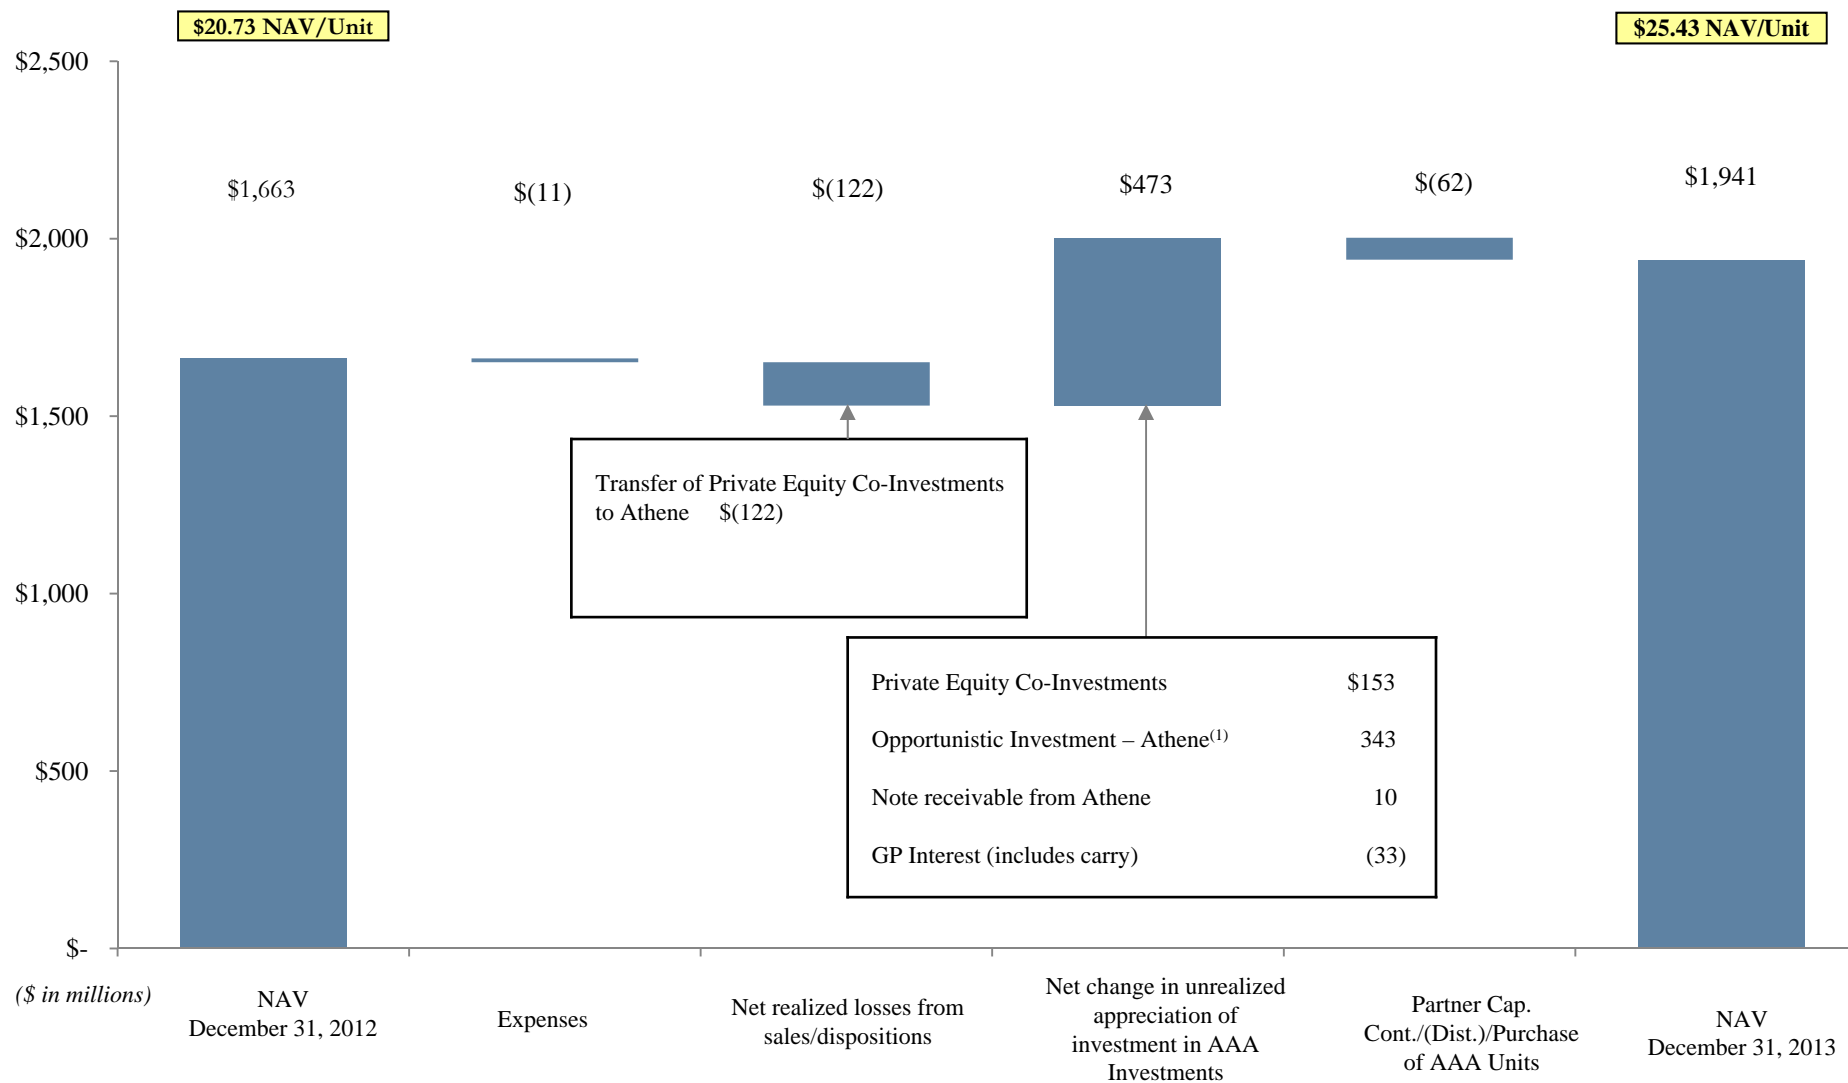 $20.73 NAV/Unit
$25.43 NAV/Unit
$2,500
$2,000
$1,500
$1,000
$500
$-
$1,663
$(11)
$(122)
$473
$(62)
$1,941
Transfer of Private Equity Co-Investments
to Athene $(122)
Private Equity Co-Investments $153
Opportunistic Investment – Athene(1) 343
Note receivable from Athene 10
GP Interest (includes carry) (33)
($ in millions)
NAV
December 31, 2012
Expenses
Net realized losses from
sales/dispositions
Net change in unrealized
appreciation of
investment in AAA
Investments
Partner Cap.
Cont./(Dist.)/Purchase
of AAA Units
NAV
December 31, 2013